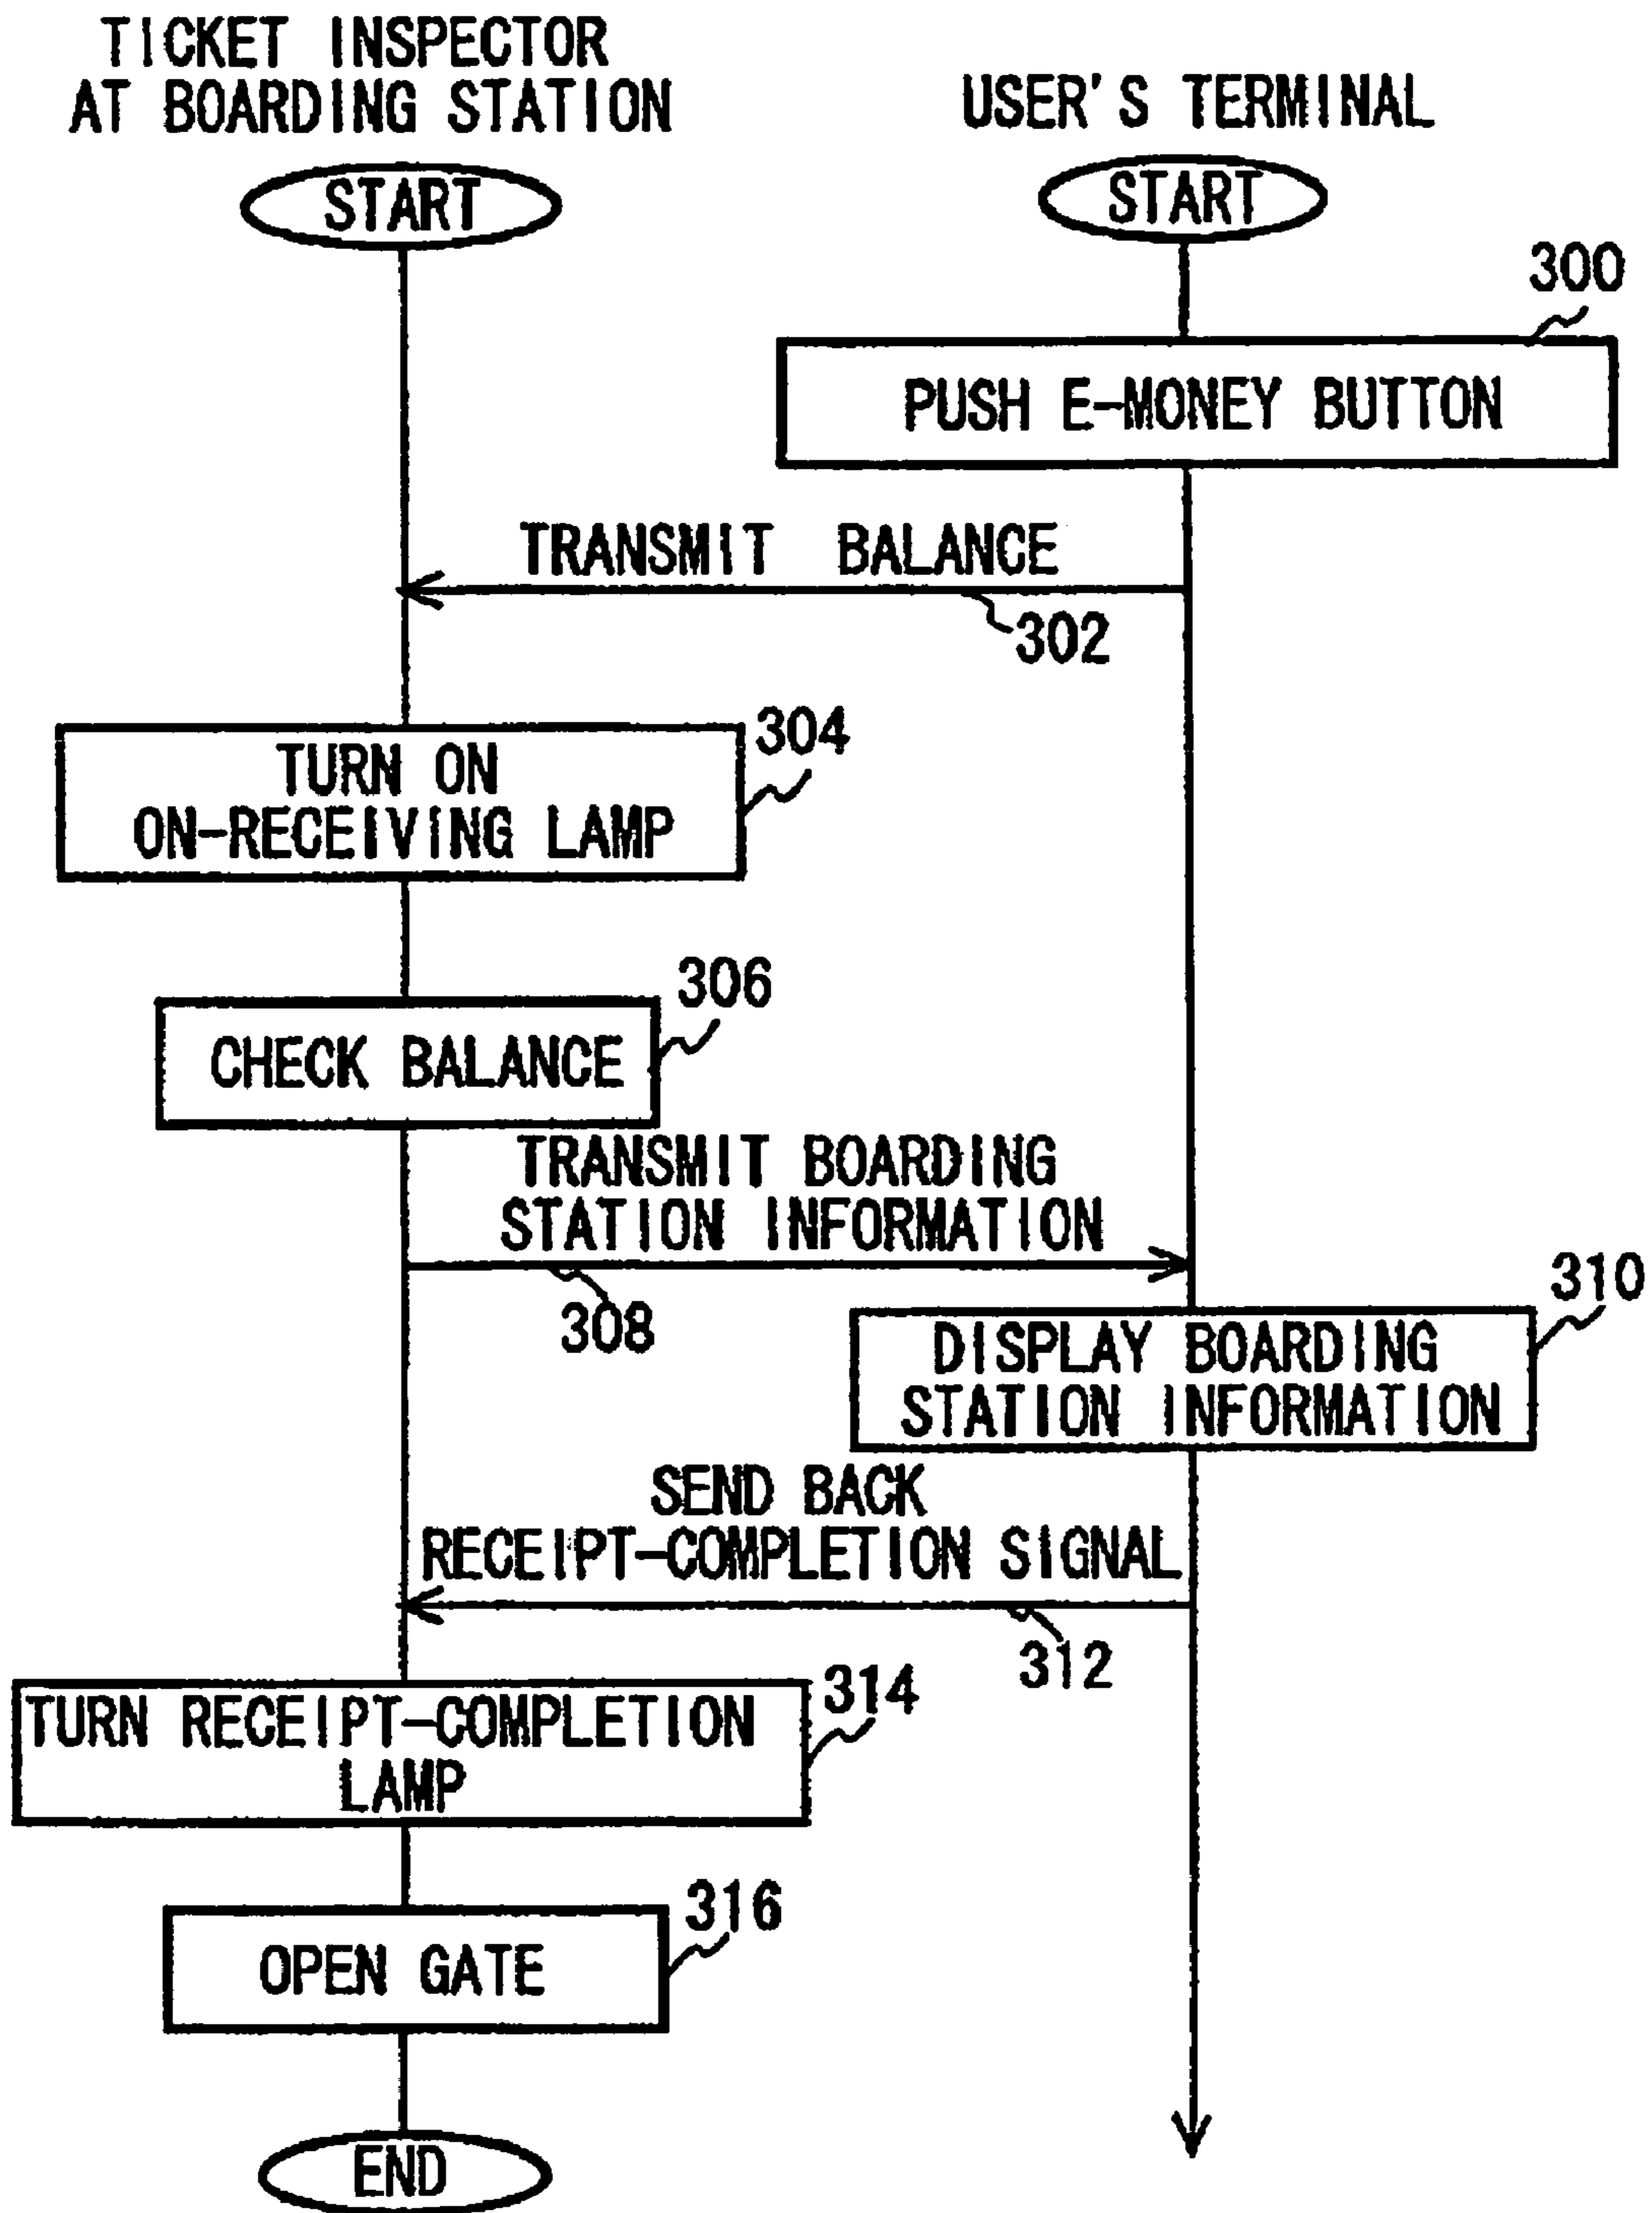 TICKET INSPECTOR
AT BOARDING STATION
USER'S TERMINAL
START
START
300
PUSH E-MONEY BUTTON
TRANSMIT BALANCE
302
304
TURN ON
ON-RECEIVING LAMP
306
CHECK BALANCE
TRANSMIT BOARDING
STATION INFORMATION
308
310
DISPLAY BOARDING
STATION INFORMATION
SEND BACK
RECEIPT-COMPLETION SIGNAL
312
314
TURN RECEIPT-COMPLETION
LAMP
316
OPEN GATE
END